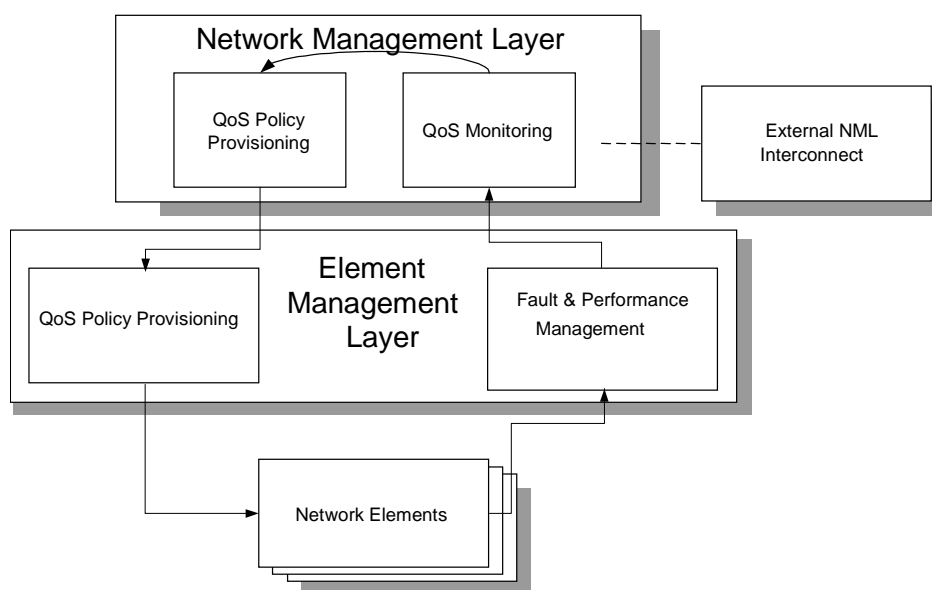 Network Management Layer
QoS Policy
Provisioning
QoS Monitoring
External NML
Interconnect
Element
Management
Layer
QoS Policy Provisioning
Fault & Performance
Management
Network Elements